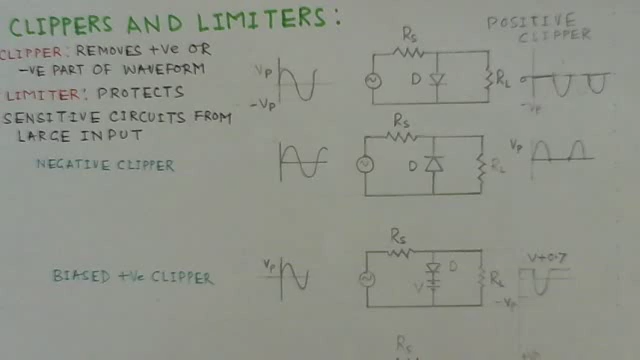 CLIPPERS AND LIMITERS:
POSITIVE
CLIPPER
CLIPPER: REMOVES +Ve OR
-VE PART OF WAVEFORM
LIMITER: PROTECTS
SENSITIVE CIRCUITS FROM
LARGE INPUT
Vp
-Vp
Rs
D
RL
0
-Vp
NEGATIVE CLIPPER
Rs
D
RL
Vp
BIASED +Ve CLIPPER
Vp
Rs
D
V
RL
V+0.7
-Vp
Rs